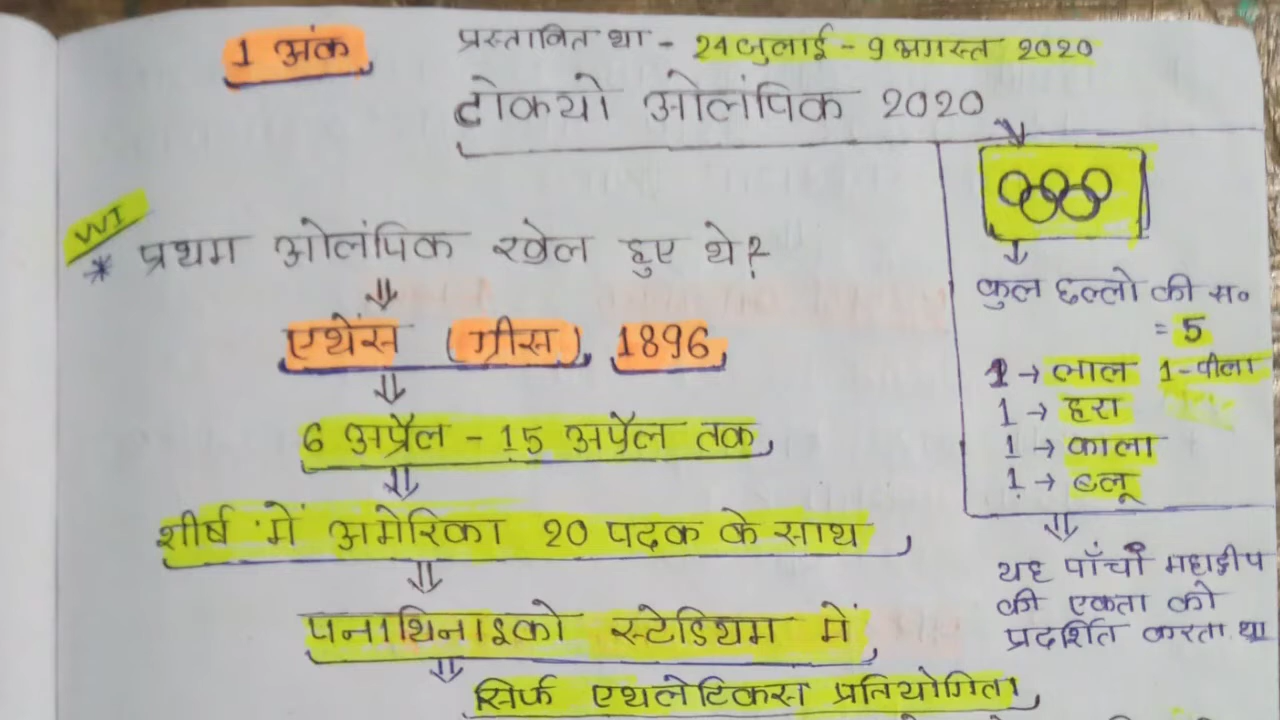 1 अंक
प्रस्तावित था - 24 जुलाई - 9 अगस्त 2020
टोक्यो ओलंपिक 2020
VVI
* प्रथम ओलंपिक खेल हुए थे?
एथेंस (ग्रीस), 1896,
6 अप्रैल - 15 अप्रैल तक,
शीर्ष में अमेरिका 20 पदक के साथ,
पनाथिनाइको स्टेडियम में,
सिर्फ एथलेटिकस प्रतियोगिता,
कुल छल्लो की स०
= 5
1 → लाल 1 - पीला
1 → हरा
1 → काला
1 → ब्लू
यह पाँचों महाद्वीप
की एकता को
प्रदर्शित करता था